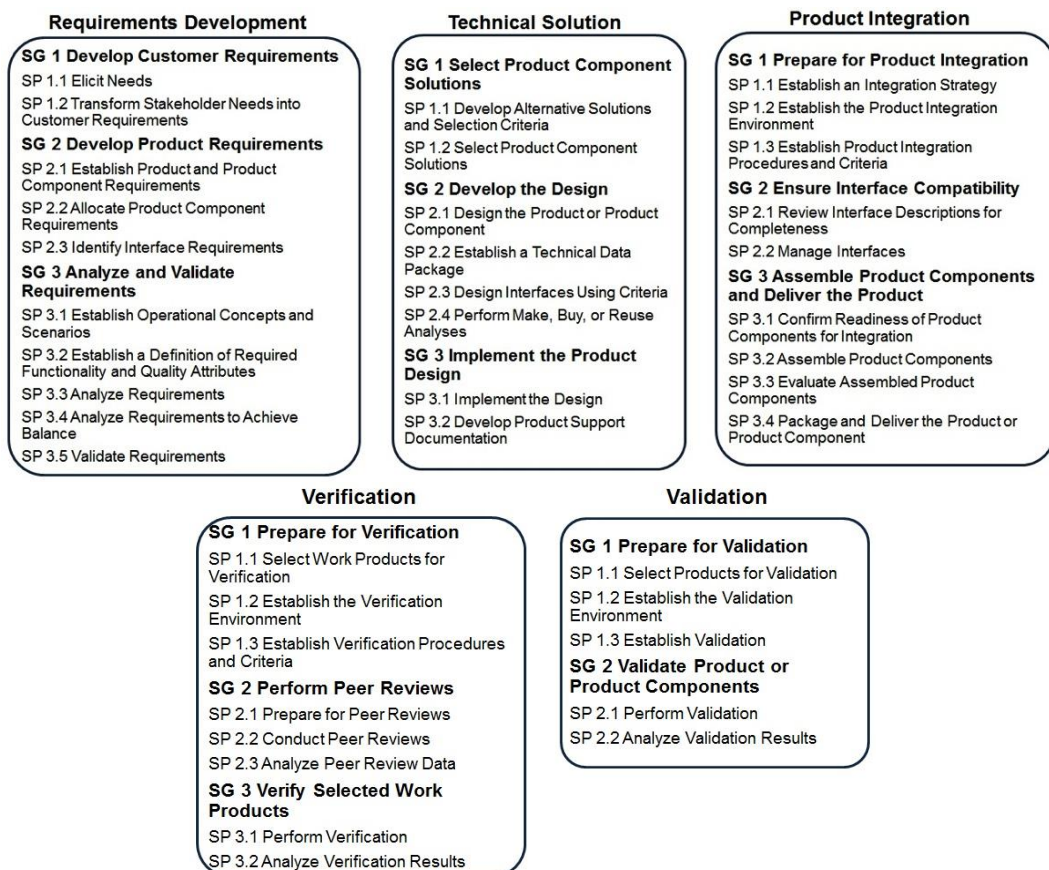 Requirements Development
SG 1 Develop Customer Requirements
SP 1.1 Elicit Needs
SP 1.2 Transform Stakeholder Needs into
Customer Requirements
SG 2 Develop Product Requirements
SP 2.1 Establish Product and Product
Component Requirements
SP 2.2 Allocate Product Component
Requirements
SP 2.3 Identify Interface Requirements
SG 3 Analyze and Validate
Requirements
SP 3.1 Establish Operational Concepts and
Scenarios
SP 3.2 Establish a Definition of Required
Functionality and Quality Attributes
SP 3.3 Analyze Requirements
SP 3.4 Analyze Requirements to Achieve
Balance
SP 3.5 Validate Requirements
Technical Solution
SG 1 Select Product Component
Solutions
SP 1.1 Develop Alternative Solutions
and Selection Criteria
SP 1.2 Select Product Component
Solutions
SG 2 Develop the Design
SP 2.1 Design the Product or Product
Component
SP 2.2 Establish a Technical Data
Package
SP 2.3 Design Interfaces Using Criteria
SP 2.4 Perform Make, Buy, or Reuse
Analyses
SG 3 Implement the Product
Design
SP 3.1 Implement the Design
SP 3.2 Develop Product Support
Documentation
Product Integration
SG 1 Prepare for Product Integration
SP 1.1 Establish an Integration Strategy
SP 1.2 Establish the Product Integration
Environment
SP 1.3 Establish Product Integration
Procedures and Criteria
SG 2 Ensure Interface Compatibility
SP 2.1 Review Interface Descriptions for
Completeness
SP 2.2 Manage Interfaces
SG 3 Assemble Product Components
and Deliver the Product
SP 3.1 Confirm Readiness of Product
Components for Integration
SP 3.2 Assemble Product Components
SP 3.3 Evaluate Assembled Product
Components
SP 3.4 Package and Deliver the Product or
Product Component
Verification
SG 1 Prepare for Verification
SP 1.1 Select Work Products for
Verification
SP 1.2 Establish the Verification
Environment
SP 1.3 Establish Verification Procedures
and Criteria
SG 2 Perform Peer Reviews
SP 2.1 Prepare for Peer Reviews
SP 2.2 Conduct Peer Reviews
SP 2.3 Analyze Peer Review Data
SG 3 Verify Selected Work
Products
SP 3.1 Perform Verification
SP 3.2 Analyze Verification Results
Validation
SG 1 Prepare for Validation
SP 1.1 Select Products for Validation
SP 1.2 Establish the Validation
Environment
SP 1.3 Establish Validation
SG 2 Validate Product or
Product Components
SP 2.1 Perform Validation
SP 2.2 Analyze Validation Results